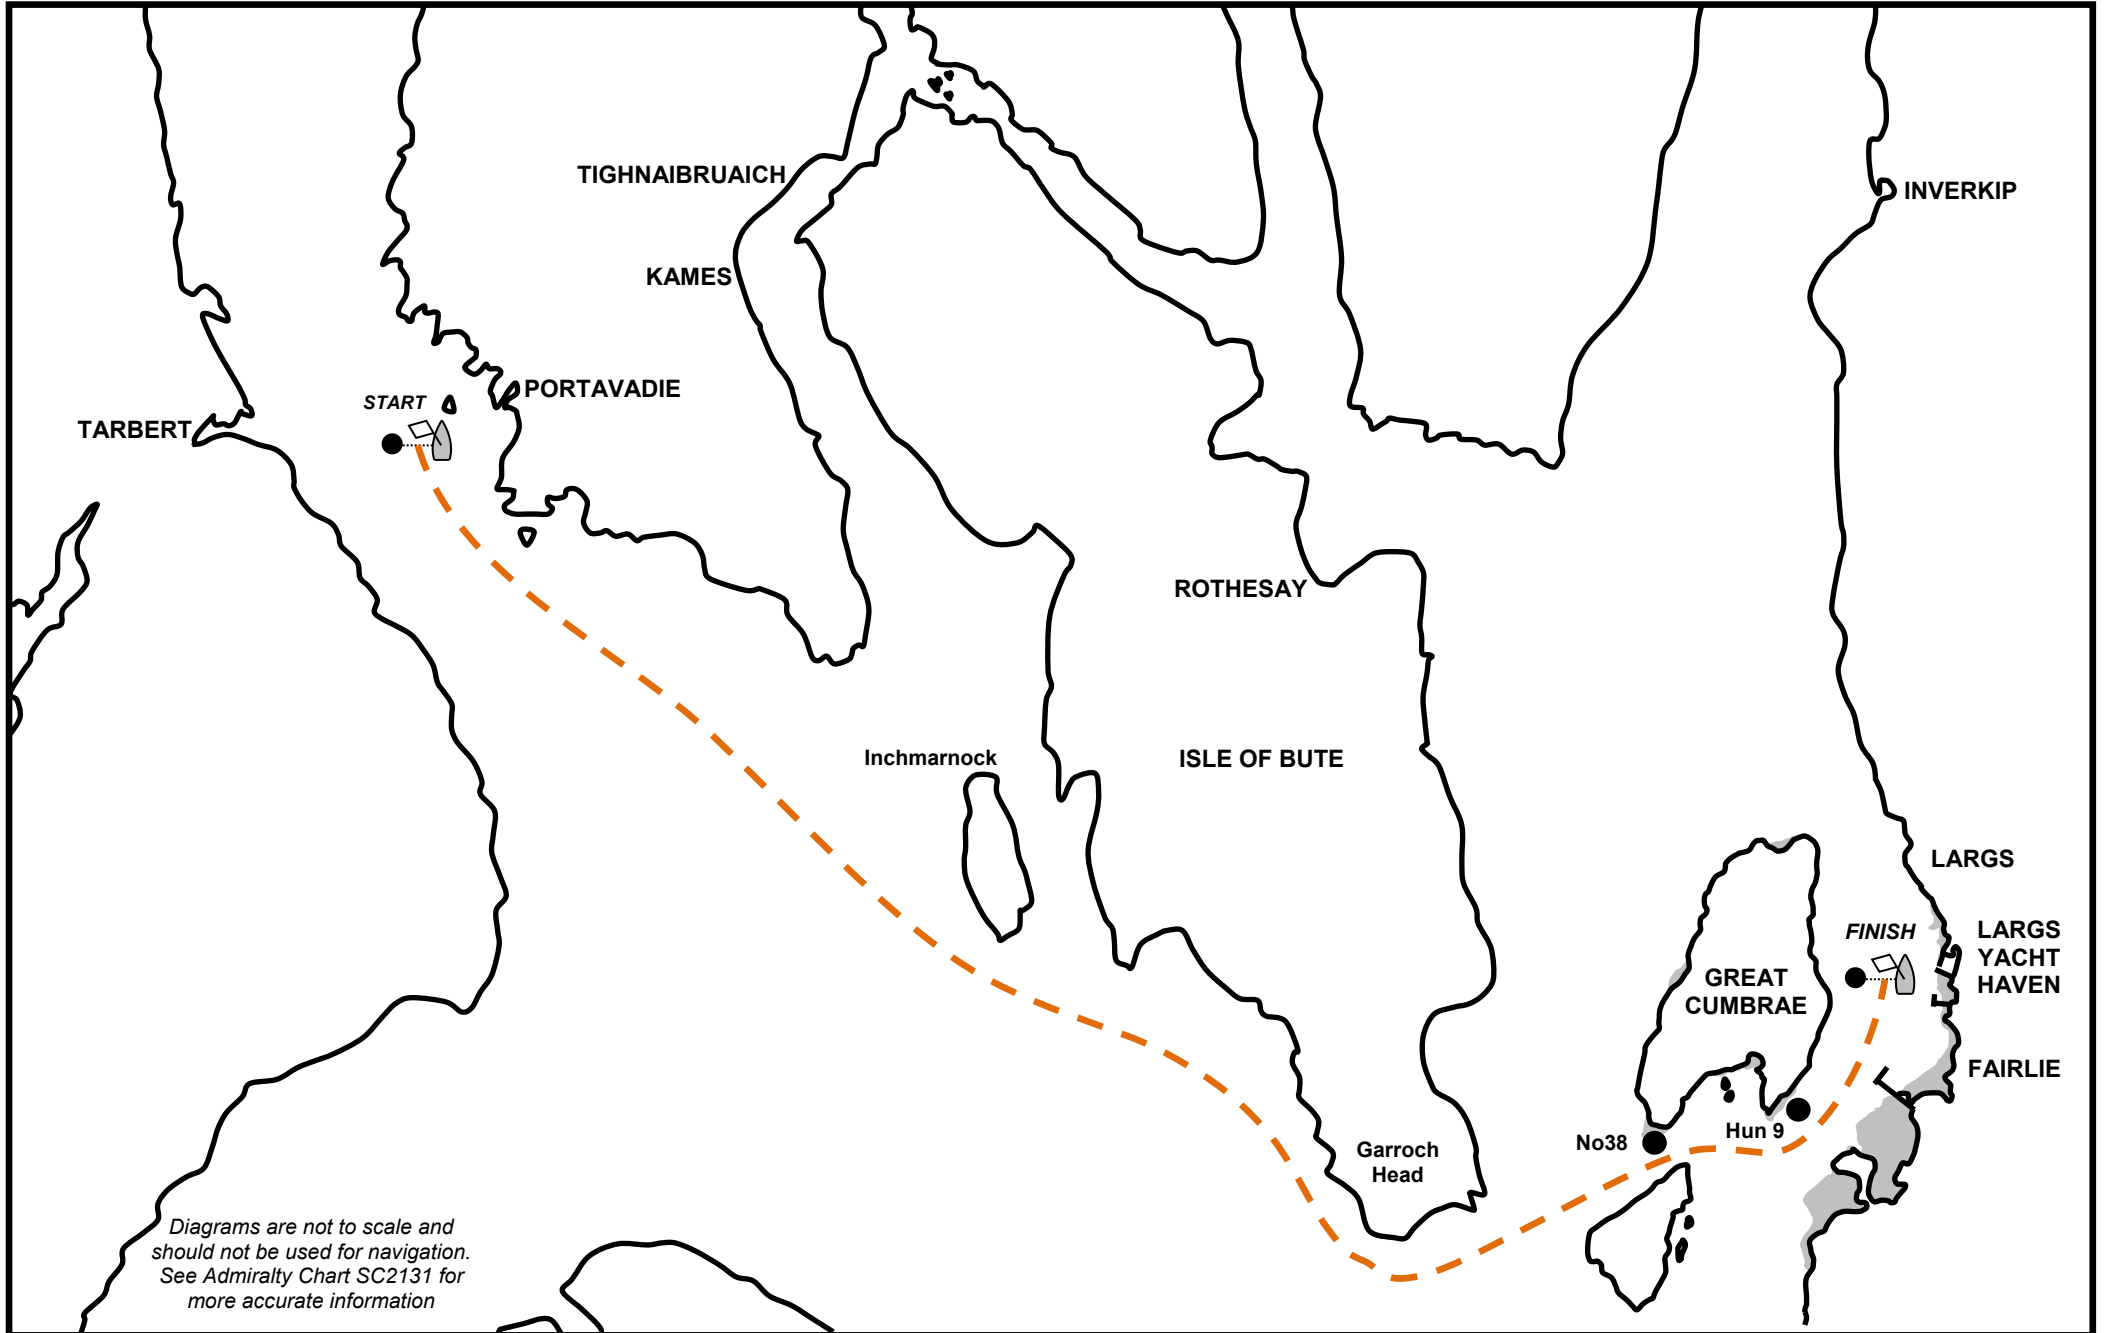 TIGHNAIBRUAICH
INVERKIP
KAMES
PORTAVADIE
START
TARBERT
ROTHESAY
Inchmarnock
ISLE OF BUTE
LARGS
FINISH
LARGS
YACHT
HAVEN
GREAT
CUMBRAE
FAIRLIE
Hun 9
No38
Garroch
Head
Diagrams are not to scale and
should not be used for navigation.
See Admiralty Chart SC2131 for
more accurate information